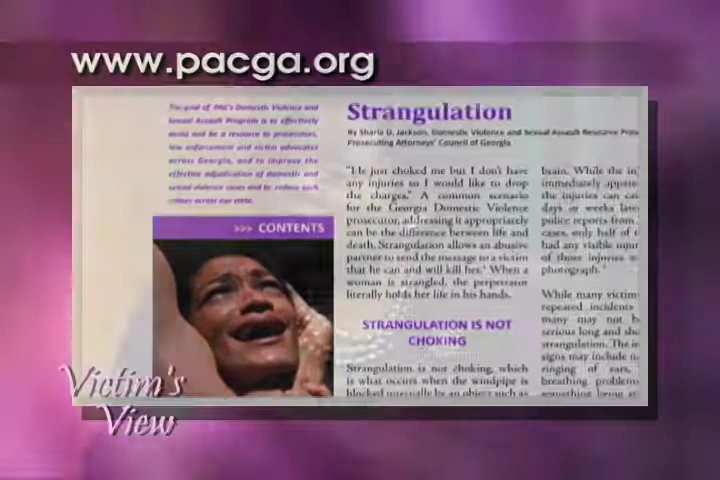 www.pacga.org
The goal of PAC's Domestic Violence and
Sexual Assault Program is to effectively
assist and be a resource to prosecutors,
law enforcement and victim advocates
across Georgia, and to improve the
effective adjudication of domestic and
sexual violence cases and to reduce such
crimes across our state.
>>> CONTENTS
Strangulation
By Sharla D. Jackson, Domestic Violence and Sexual Assault Resource
Prosecuting Attorneys' Council of Georgia
"He just choked me but I don't have
any injuries so I would like to drop
the charges." A common scenario
for the Georgia Domestic Violence
prosecutor, addressing it appropriately
can be the difference between life and
death. Strangulation allows an abusive
partner to send the message to a victim
that he can and will kill her.¹ When a
woman is strangled, the perpetrator
literally holds her life in his hands.
STRANGULATION IS NOT
CHOKING
Strangulation is not choking, which
is what occurs when the windpipe is
blocked internally by an object such as
brain. While the
immediately
the injuries can
days or weeks
police reports from
cases, only half of
had any visible
of those injuries
photograph.
While many
repeated incidents
many may not
serious long and
strangulation. The
signs may include
ringing of ears,
breathing problems
something being
Victim's
View